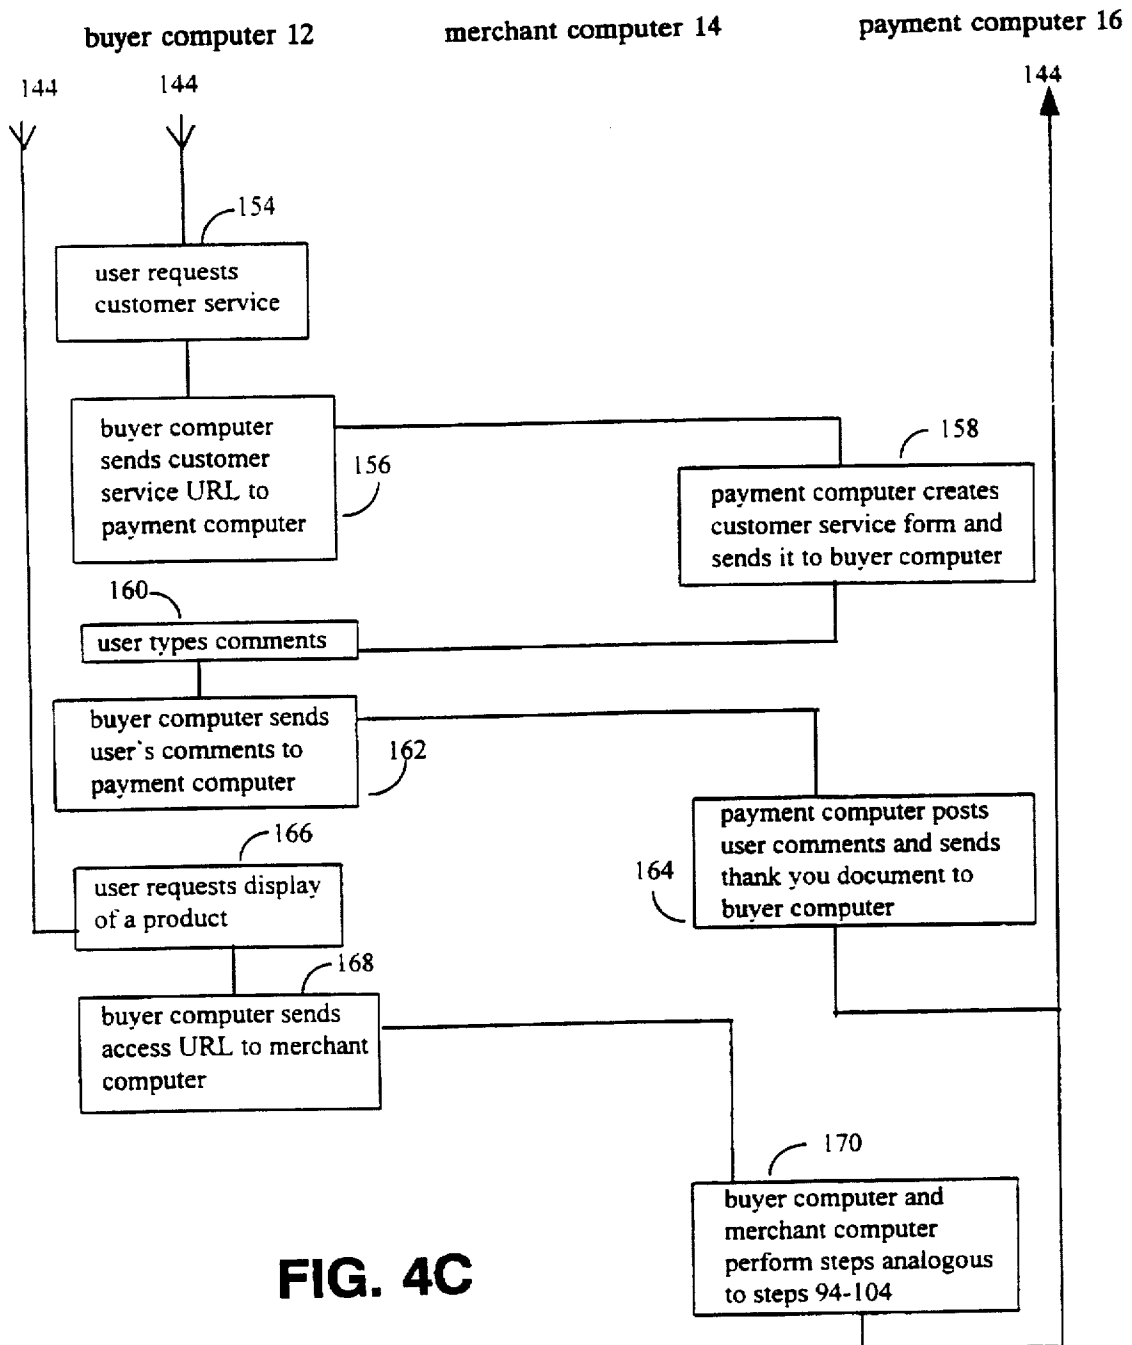 buyer computer 12
merchant computer 14
payment computer 16
144
144
144
154
user requests
customer service
buyer computer
sends customer
service URL to
payment computer
156
158
payment computer creates
customer service form and
sends it to buyer computer
160
user types comments
buyer computer sends
user's comments to
payment computer
162
payment computer posts
user comments and sends
thank you document to
buyer computer
164
166
user requests display
of a product
168
buyer computer sends
access URL to merchant
computer
170
buyer computer and
merchant computer
perform steps analogous
to steps 94-104
FIG. 4C